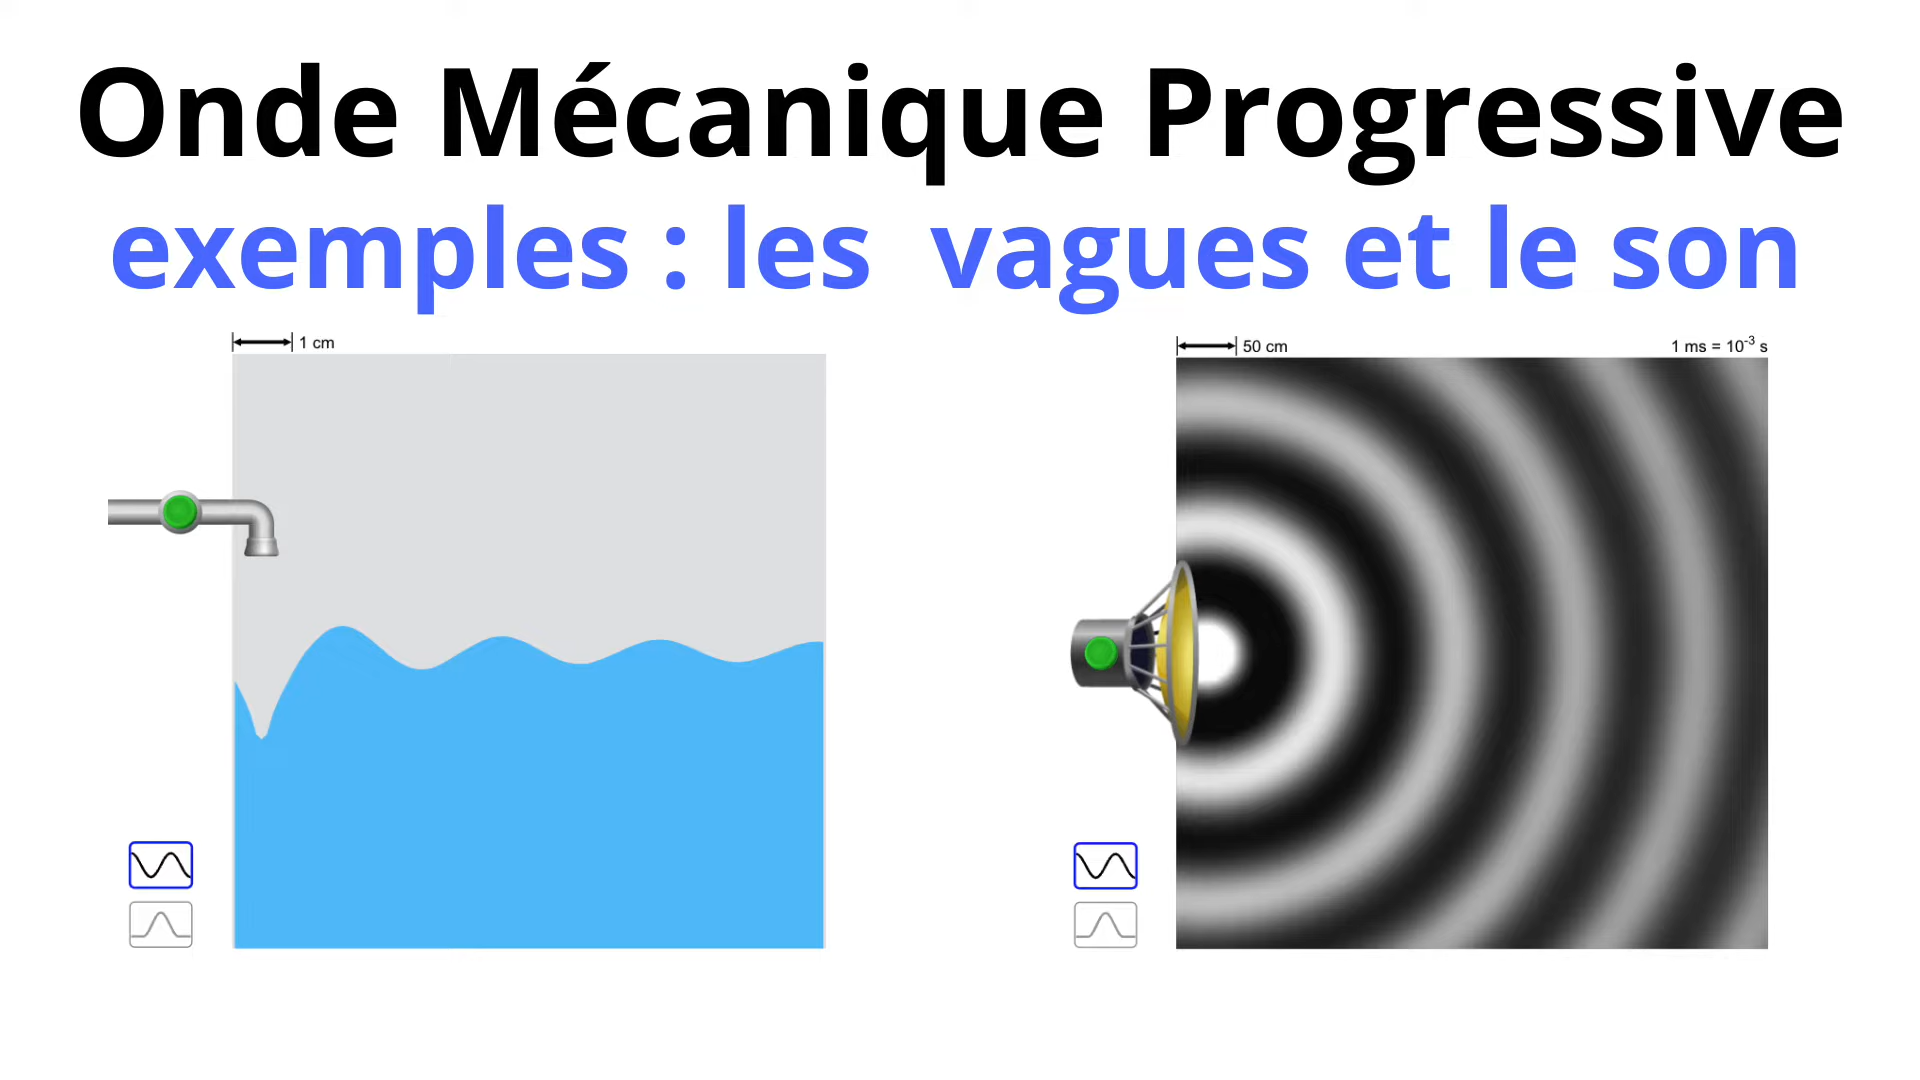 Onde Mécanique Progressive
exemples : les vagues et le son
1 cm
50 cm
1 ms = 10⁻³ s